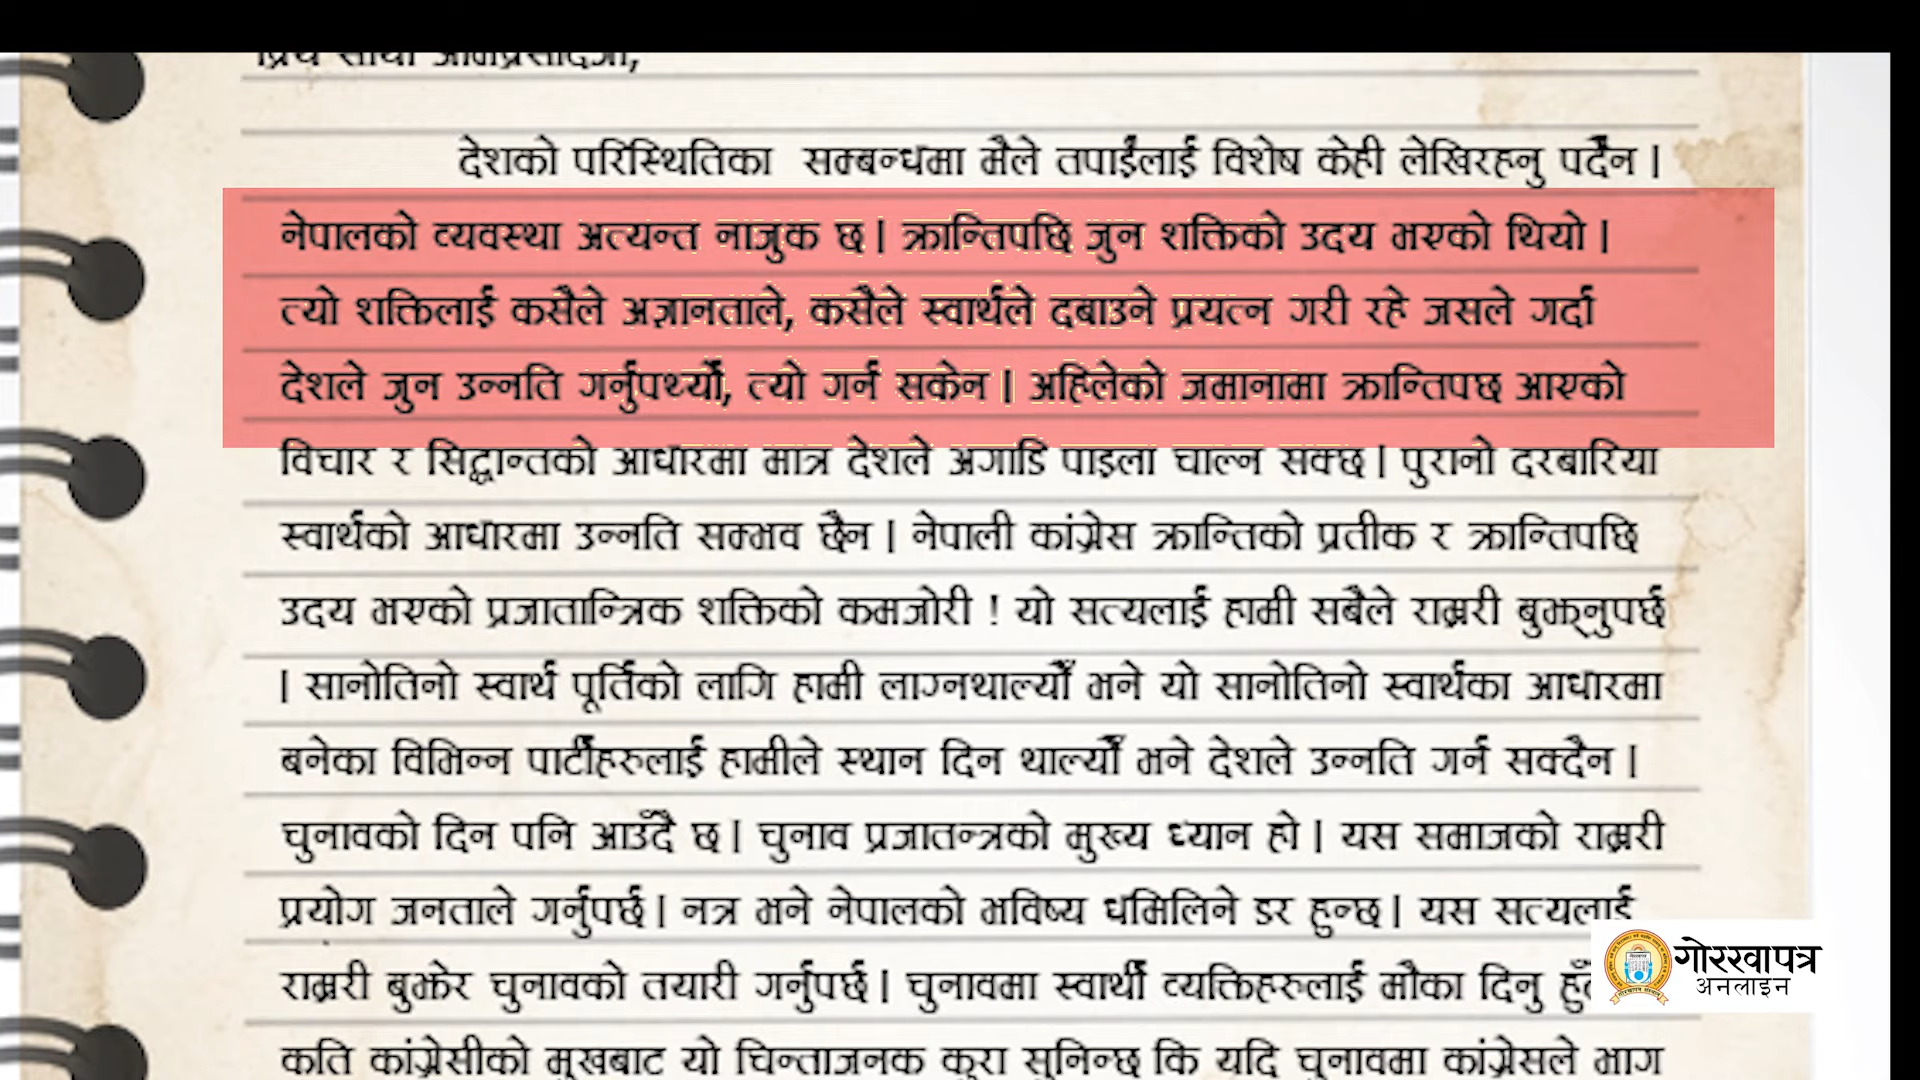 प्रिय साथी ओमप्रसादजी,
देशको परिस्थितिका सम्बन्धमा मैले तपाईंलाई विशेष केही लेखिरहनु पर्दैन |
नेपालको व्यवस्था अत्यन्त नाजुक छ | क्रान्तिपछि जुन शक्तिको उदय भएको थियो |
त्यो शक्तिलाई कसैले अज्ञानताले, कसैले स्वार्थले दबाउने प्रयत्न गरी रहे जसले गर्दा
देशले जुन उन्नति गर्नुपर्थ्यो, त्यो गर्न सकेन | अहिलेको जमानामा क्रान्तिपछ आएको
विचार र सिद्धान्तको आधारमा मात्र देशले अगाडि पाइला चाल्न सक्छ | पुरानो दरबारिया
स्वार्थको आधारमा उन्नति सम्भव छैन | नेपाली कांग्रेस क्रान्तिको प्रतीक र क्रान्तिपछि
उदय भएको प्रजातान्त्रिक शक्तिको कमजोरी ! यो सत्यलाई हामी सबैले राम्ररी बुझ्नुपर्छ
| सानोतिनो स्वार्थ पूर्तिको लागि हामी लाग्नथाल्यौँ भने यो सानोतिनो स्वार्थका आधारमा
बनेका विभिन्न पार्टीहरुलाई हामीले स्थान दिन थाल्यौँ भने देशले उन्नति गर्न सक्दैन |
चुनावको दिन पनि आउँदै छ | चुनाव प्रजातन्त्रको मुख्य ध्यान हो | यस समाजको राम्ररी
प्रयोग जनताले गर्नुपर्छ | नत्र भने नेपालको भविष्य धमिलिने डर हुन्छ | यस सत्यलाई
राम्ररी बुझेर चुनावको तयारी गर्नुपर्छ | चुनावमा स्वार्थी व्यक्तिहरुलाई मौका दिनु
कति कांग्रेसीको मुखबाट यो चिन्ताजनक कुरा सुनिन्छ कि यदि चुनावमा कांग्रेसले भाग
गोरखापत्र
अनलाइन